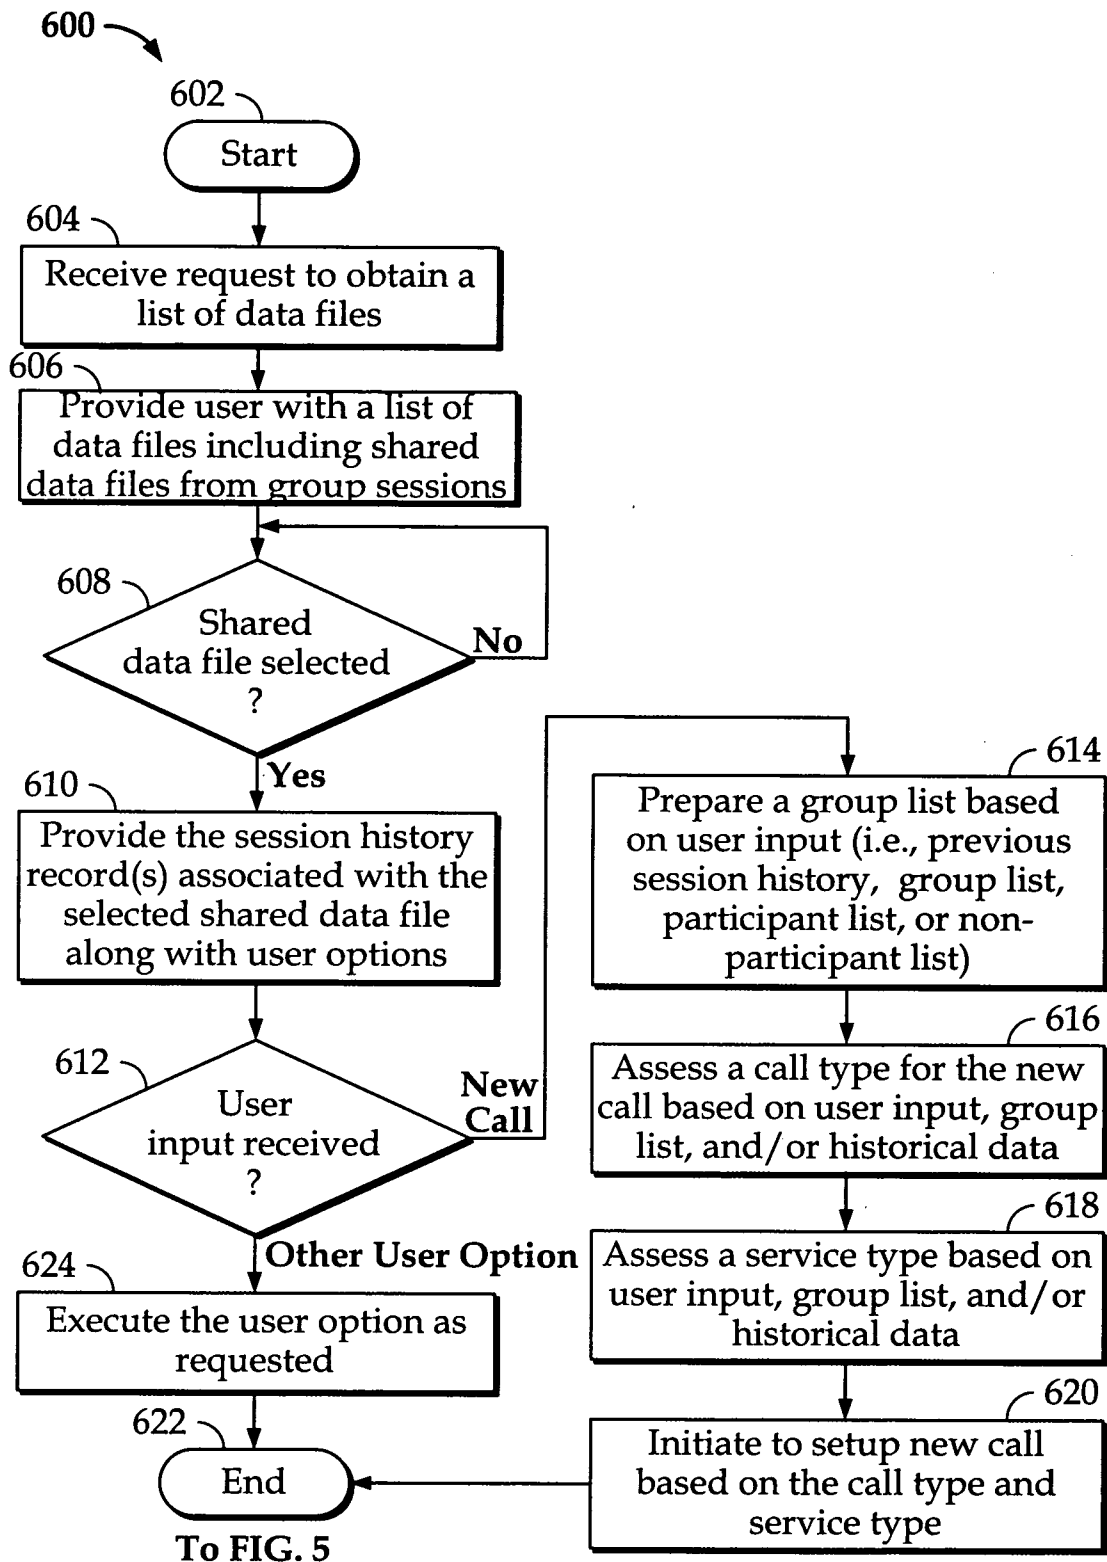 600
602
Start
604
Receive request to obtain a
list of data files
606
Provide user with a list of
data files including shared
data files from group sessions
608
Shared
data file selected
?
No
Yes
610
Provide the session history
record(s) associated with the
selected shared data file
along with user options
612
User
input received
?
New
Call
Other User Option
624
Execute the user option as
requested
622
End
To FIG. 5
614
Prepare a group list based
on user input (i.e., previous
session history, group list,
participant list, or non-
participant list)
616
Assess a call type for the new
call based on user input, group
list, and/or historical data
618
Assess a service type based on
user input, group list, and/or
historical data
620
Initiate to setup new call
based on the call type and
service type